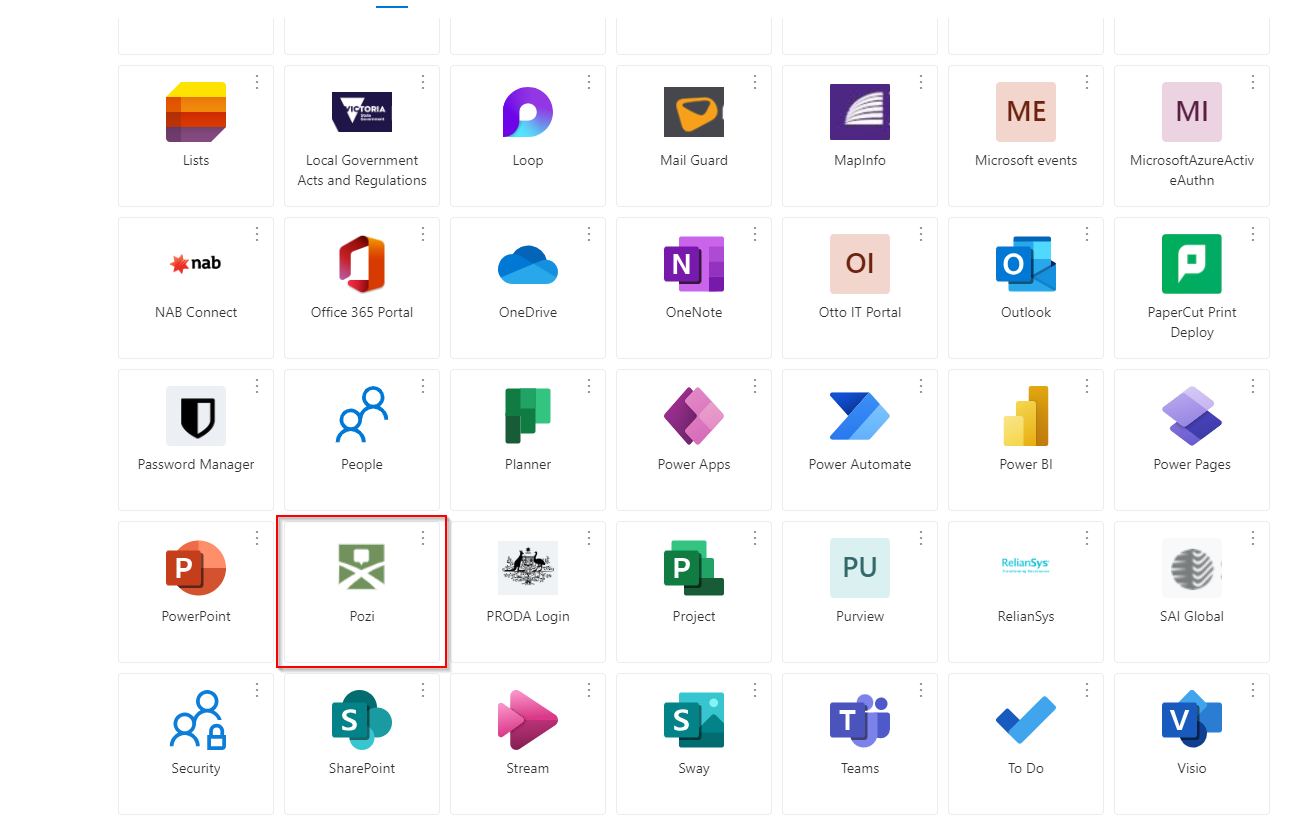 Lists
VICTORIA
State
Government
Local Government
Acts and Regulations
Loop
Mail Guard
MapInfo
ME
Microsoft events
MI
MicrosoftAzureActiv
eAuthn
nab
NAB Connect
Office 365 Portal
OneDrive
N
OneNote
OI
Otto IT Portal
O
Outlook
PaperCut Print
Deploy
Password Manager
People
Planner
Power Apps
Power Automate
Power BI
Power Pages
P
PowerPoint
Pozi
PRODA Login
P
Project
PU
Purview
RelianSys
RelianSys
SAI Global
Security
S
SharePoint
Stream
S
Sway
T
Teams
To Do
V
Visio